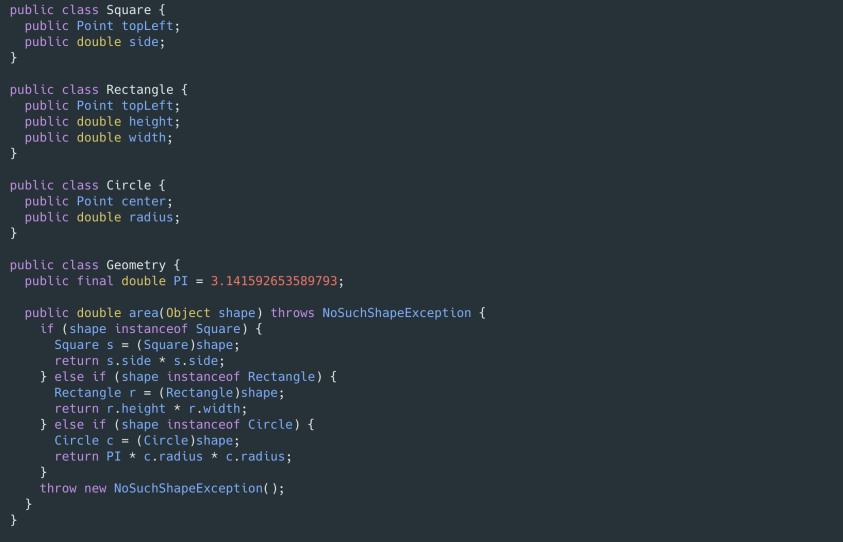 public class Square {
  public Point topLeft;
  public double side;
}

public class Rectangle {
  public Point topLeft;
  public double height;
  public double width;
}

public class Circle {
  public Point center;
  public double radius;
}

public class Geometry {
  public final double PI = 3.141592653589793;

  public double area(Object shape) throws NoSuchShapeException {
    if (shape instanceof Square) {
      Square s = (Square)shape;
      return s.side * s.side;
    } else if (shape instanceof Rectangle) {
      Rectangle r = (Rectangle)shape;
      return r.height * r.width;
    } else if (shape instanceof Circle) {
      Circle c = (Circle)shape;
      return PI * c.radius * c.radius;
    }
    throw new NoSuchShapeException();
  }
}